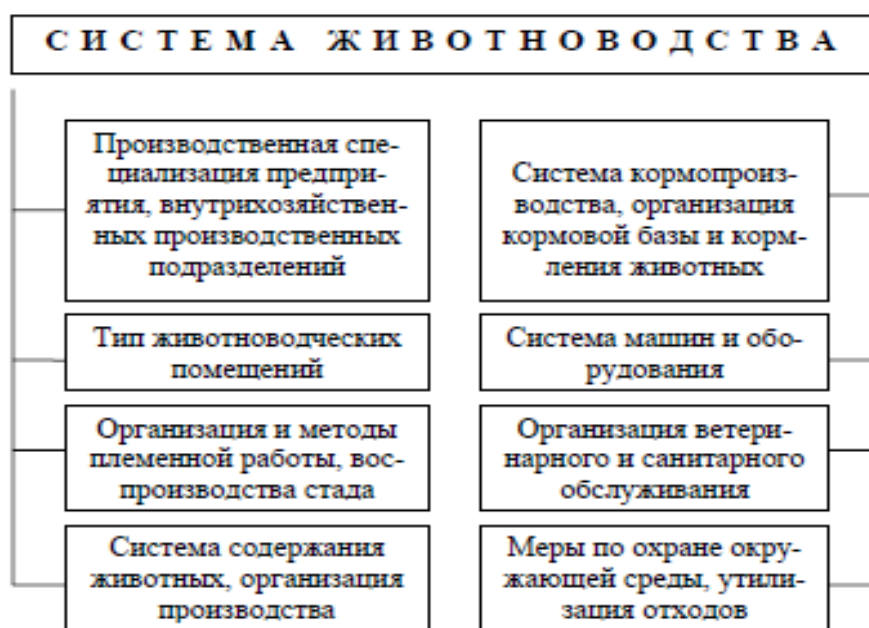 СИСТЕМА ЖИВОТНОВОДСТВА
Производственная спе-
циализация предпри-
ятия, внутрихозяйствен-
ных производственных
подразделений
Система кормопроиз-
водства, организация
кормовой базы и корм-
ления животных
Тип животноводческих
помещений
Система машин и обо-
рудования
Организация и методы
племенной работы, вос-
производства стада
Организация ветери-
нарного и санитарного
обслуживания
Система содержания
животных, организация
производства
Меры по охране окру-
жающей среды, утили-
зация отходов